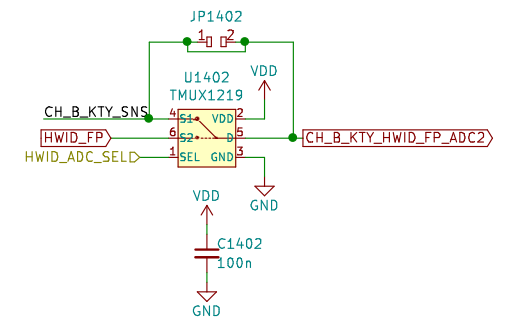 JP1402
1 2
U1402
TMUX1219
VDD
CH_B_KTY_SNS
4 S1 VDD 2
HWID_FP 6 S2 D 5 CH_B_KTY_HWID_FP_ADC2
HWID_ADC_SEL 1 SEL GND 3
GND
VDD
C1402
100n
GND